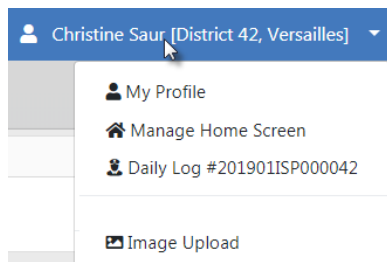 Christine Saur [District 42, Versailles]
My Profile
Manage Home Screen
Daily Log #201901ISP000042
Image Upload